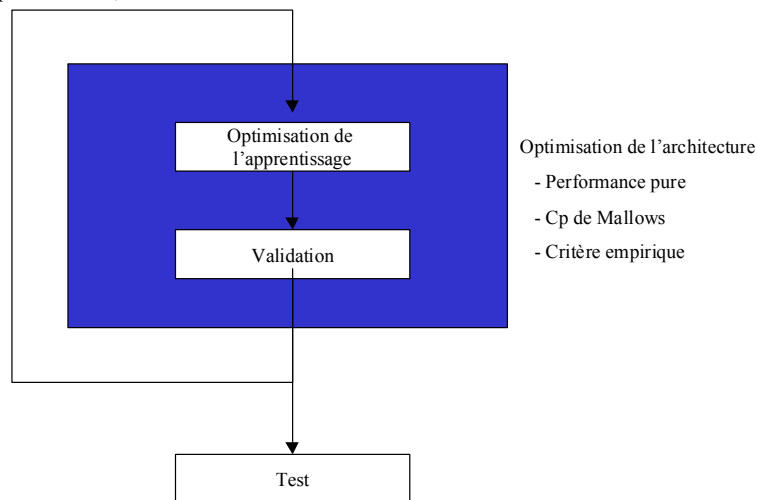 Optimisation de
l'apprentissage
Optimisation de l'architecture
- Performance pure
- Cp de Mallows
Validation
- Critère empirique
Test